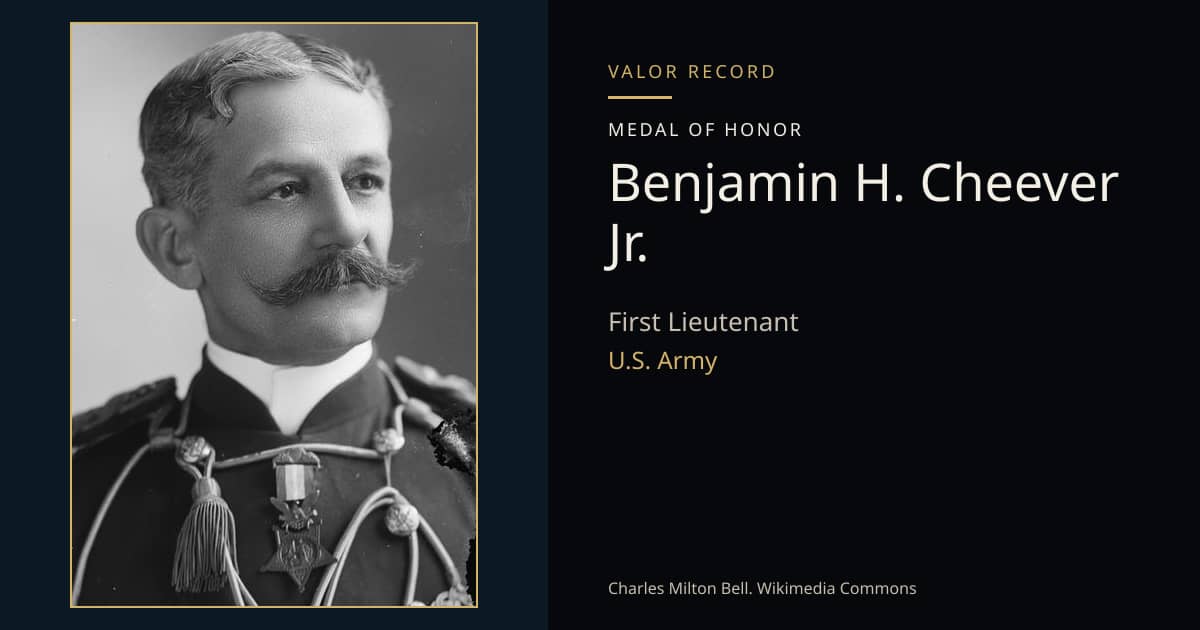 VALOR RECORD
MEDAL OF HONOR
Benjamin H. Cheever
Jr.
First Lieutenant
U.S. Army
Charles Milton Bell. Wikimedia Commons